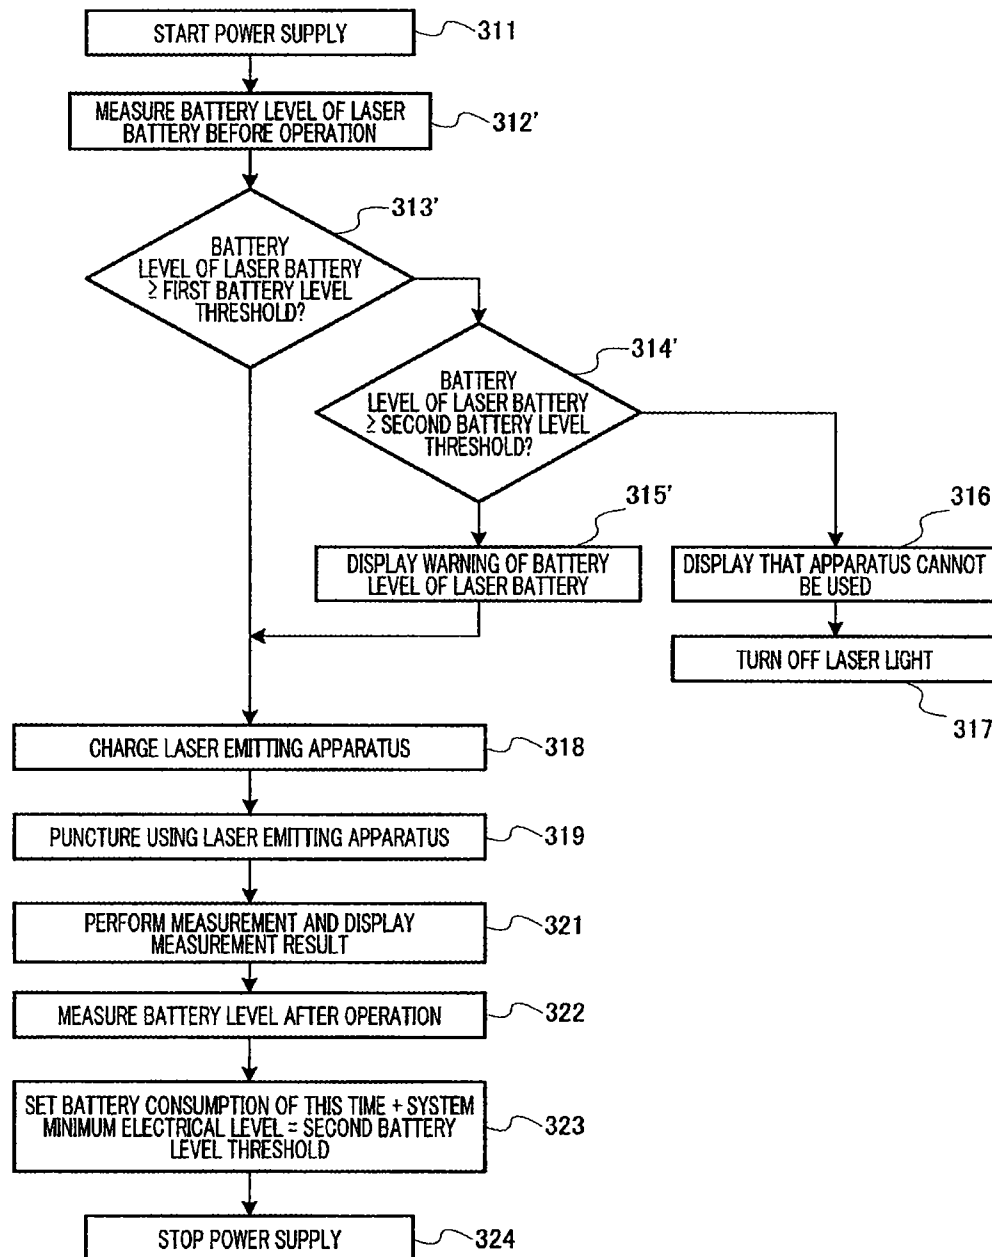 START POWER SUPPLY
311
MEASURE BATTERY LEVEL OF LASER
BATTERY BEFORE OPERATION
312'
313'
BATTERY
LEVEL OF LASER BATTERY
≥ FIRST BATTERY LEVEL
THRESHOLD?
314'
BATTERY
LEVEL OF LASER BATTERY
≥ SECOND BATTERY LEVEL
THRESHOLD?
315'
DISPLAY WARNING OF BATTERY
LEVEL OF LASER BATTERY
316
DISPLAY THAT APPARATUS CANNOT
BE USED
TURN OFF LASER LIGHT
317
CHARGE LASER EMITTING APPARATUS
318
PUNCTURE USING LASER EMITTING APPARATUS
319
PERFORM MEASUREMENT AND DISPLAY
MEASUREMENT RESULT
321
MEASURE BATTERY LEVEL AFTER OPERATION
322
SET BATTERY CONSUMPTION OF THIS TIME + SYSTEM
MINIMUM ELECTRICAL LEVEL = SECOND BATTERY
LEVEL THRESHOLD
323
STOP POWER SUPPLY
324